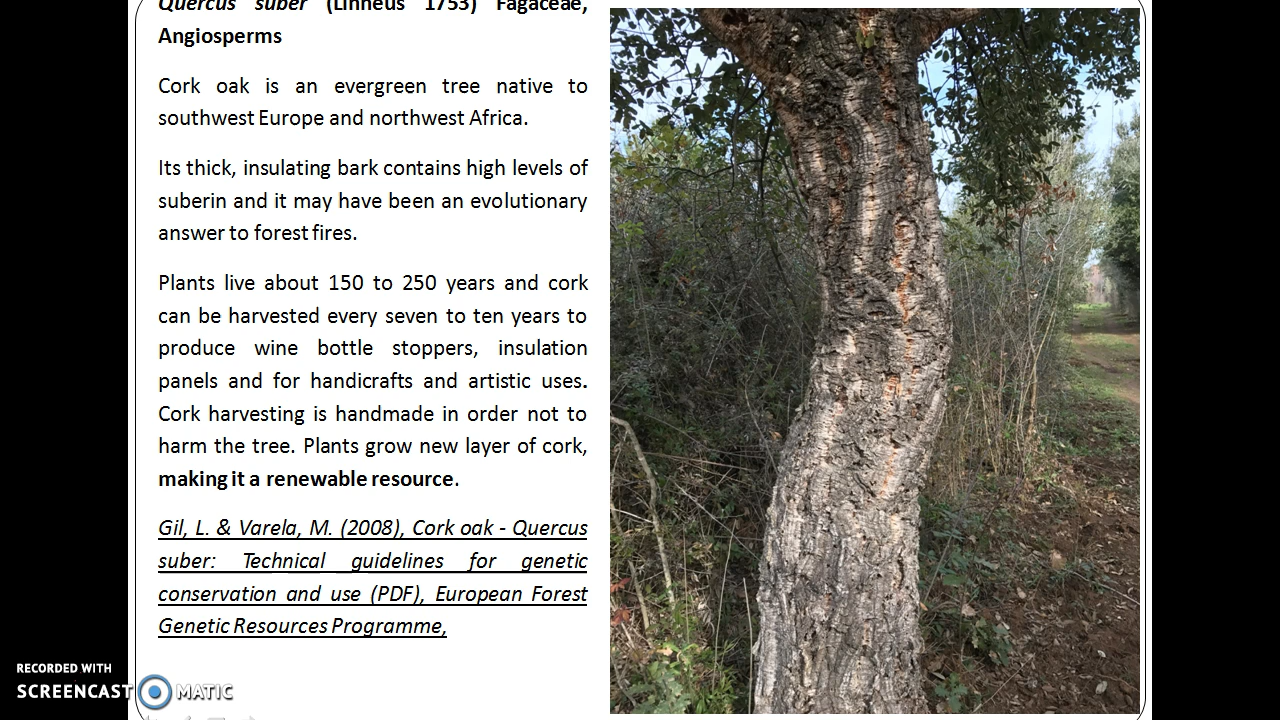 Quercus suber (Linneus 1753) Fagaceae,
Angiosperms
Cork oak is an evergreen tree native to
southwest Europe and northwest Africa.
Its thick, insulating bark contains high levels of
suberin and it may have been an evolutionary
answer to forest fires.
Plants live about 150 to 250 years and cork
can be harvested every seven to ten years to
produce wine bottle stoppers, insulation
panels and for handicrafts and artistic uses.
Cork harvesting is handmade in order not to
harm the tree. Plants grow new layer of cork,
making it a renewable resource.
Gil, L. & Varela, M. (2008), Cork oak - Quercus
suber: Technical guidelines for genetic
conservation and use (PDF), European Forest
Genetic Resources Programme,
RECORDED WITH
SCREENCAST MATIC